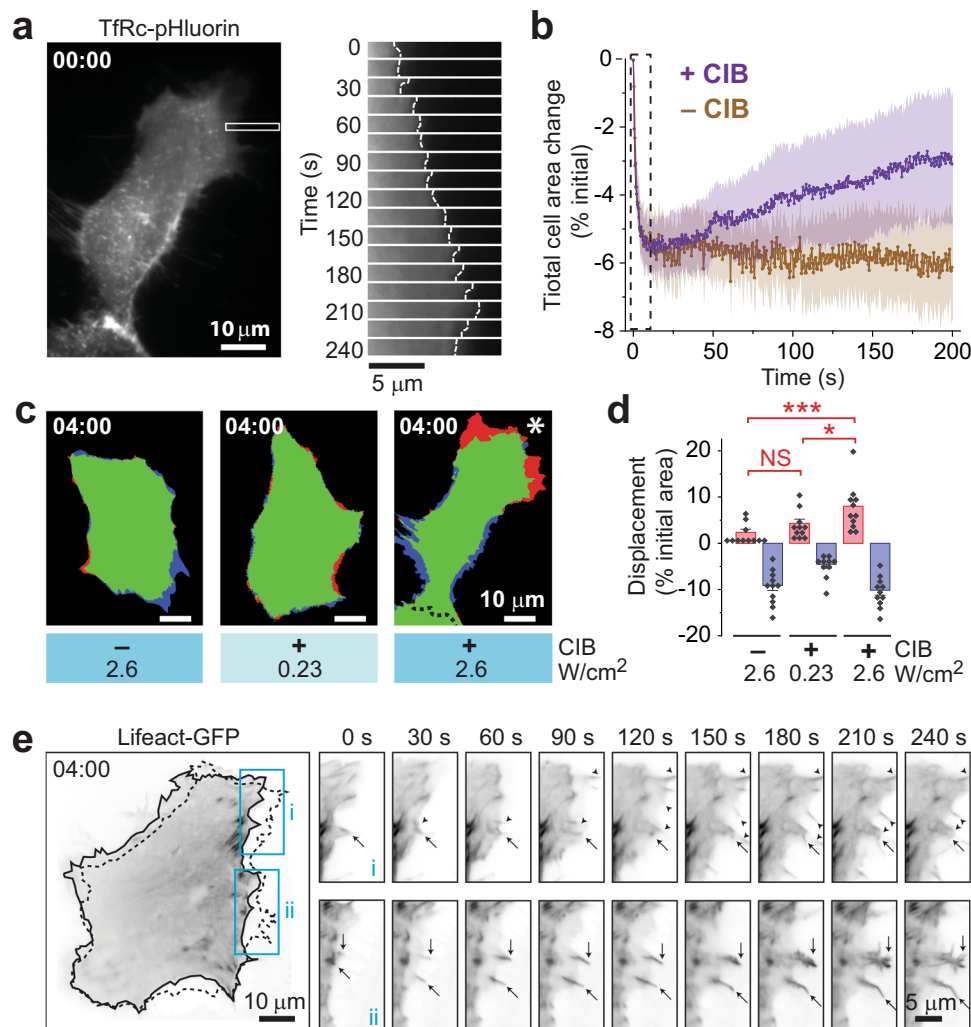 a
TfRc-pHluorin
00:00
10 μm
Time (s)
0
30
60
90
120
150
180
210
240
5 μm
b
Tiotal cell area change
(% initial)
0
-2
-4
-6
-8
+ CIB
– CIB
0
50
100
150
200
Time (s)
c
04:00
04:00
04:00
*
10 μm
– + + CIB
2.6 0.23 2.6 W/cm²
d
Displacement
(% initial area)
20
10
0
-10
-20
***
*
NS
– + + CIB
2.6 0.23 2.6 W/cm²
e
Lifeact-GFP
04:00
i
ii
10 μm
0 s 30 s 60 s 90 s 120 s 150 s 180 s 210 s 240 s
i
ii
5 μm